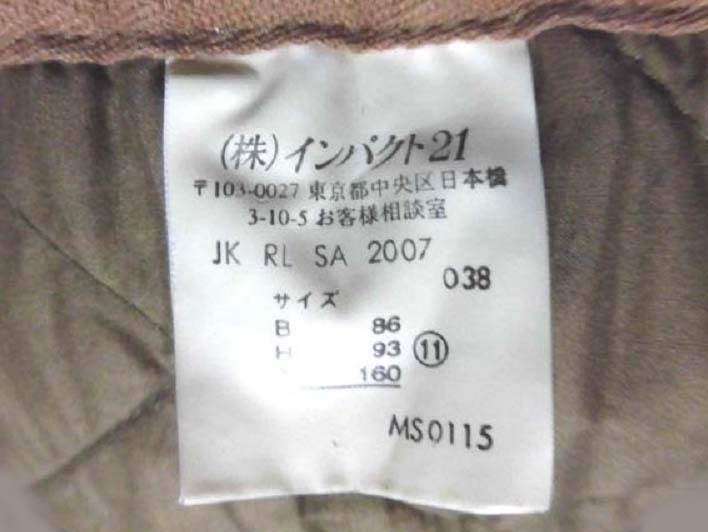 (株)インパクト21
〒103-0027 東京都中央区日本橋
3-10-5 お客様相談室
JK RL SA 2007
038
サイズ
B 86
H 93 ⑪
160
MS0115